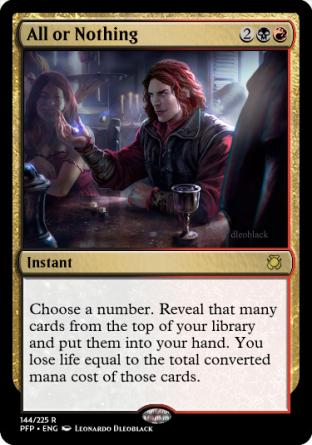 All or Nothing 2
dleoblack
Instant
Choose a number. Reveal that many
cards from the top of your library
and put them into your hand. You
lose life equal to the total converted
mana cost of those cards.
144/225 R
PFP • ENG LEONARDO DLEOBLACK